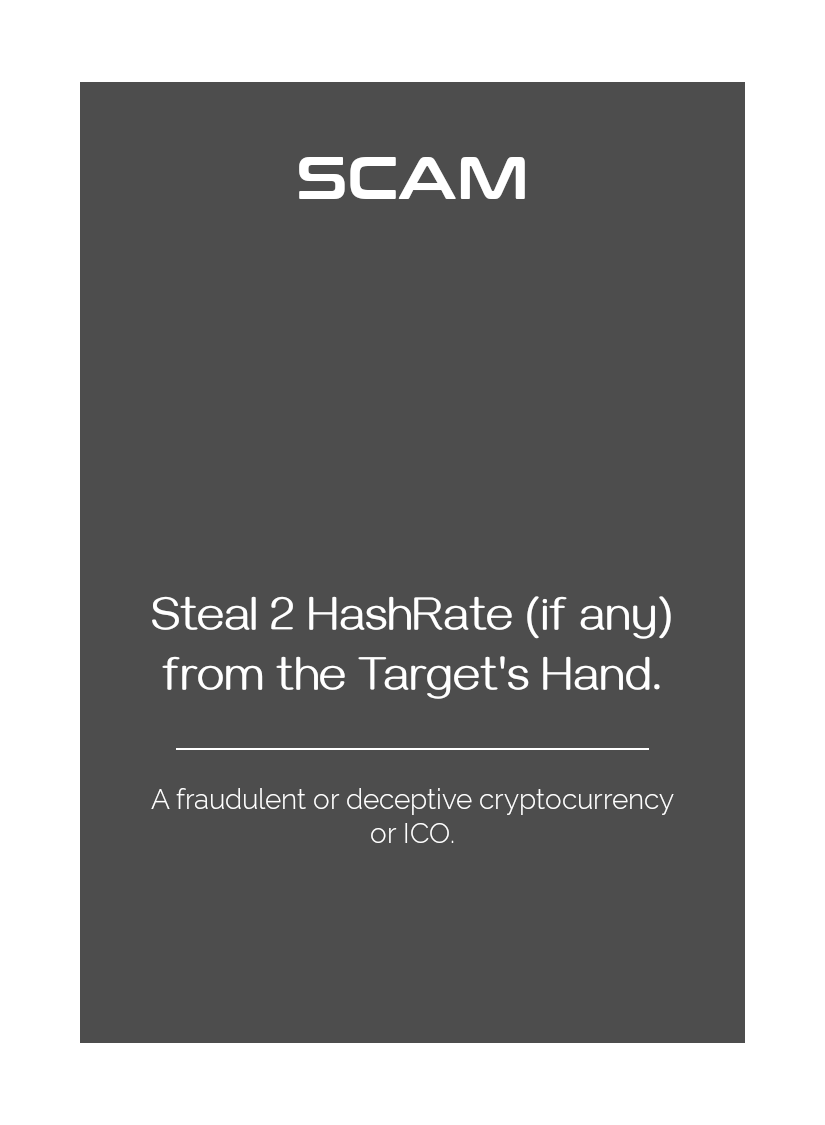 SCAM
Steal 2 HashRate (if any)
from the Target's Hand.
A fraudulent or deceptive cryptocurrency
or ICO.